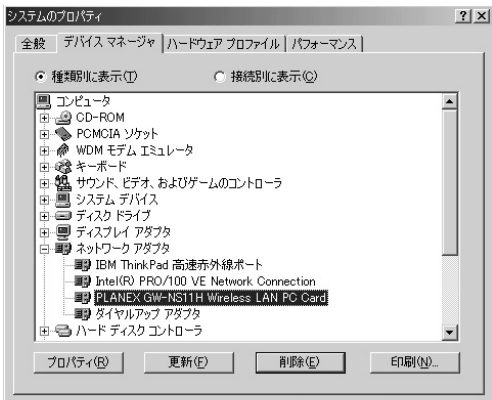 システムのプロパティ
全般 デバイス マネージャ ハードウェア プロファイル パフォーマンス
種類別に表示(T) 接続別に表示(C)
コンピュータ
CD-ROM
PCMCIA ソケット
WDM モデム エミュレータ
キーボード
サウンド、ビデオ、およびゲームのコントローラ
システム デバイス
ディスク ドライブ
ディスプレイ アダプタ
ネットワーク アダプタ
IBM ThinkPad 高速赤外線ポート
Intel(R) PRO/100 VE Network Connection
PLANEX GW-NS11H Wireless LAN PC Card
ダイヤルアップ アダプタ
ハード ディスク コントローラ
プロパティ(R) 更新(F) 削除(E) 印刷(N)...